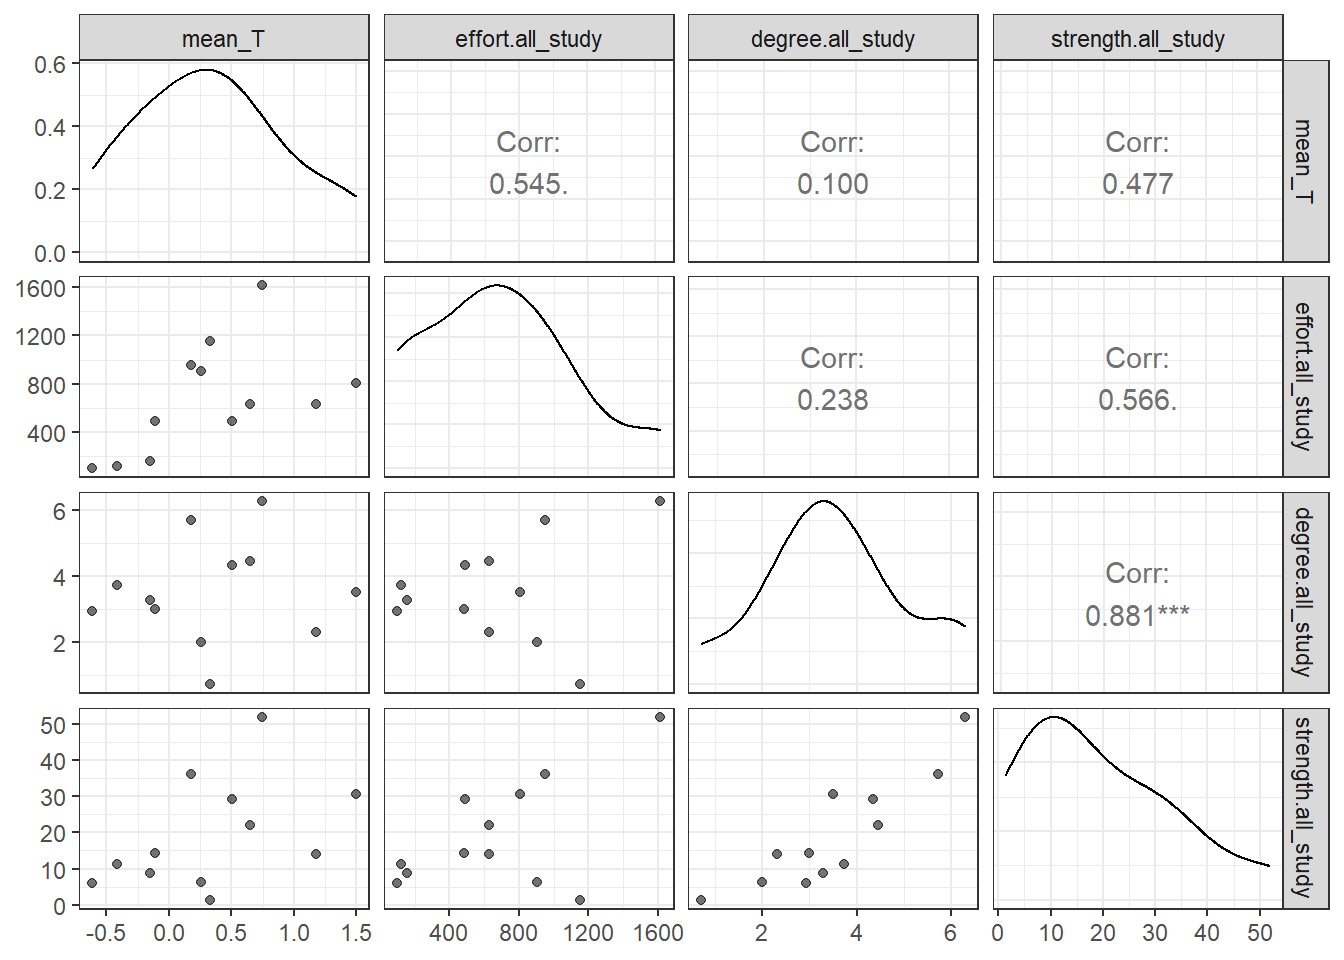 mean_T
effort.all_study
degree.all_study
strength.all_study
0.6
0.4
0.2
0.0
Corr:
0.545.
Corr:
0.100
Corr:
0.477
mean_T
1600
1200
800
400
Corr:
0.238
Corr:
0.566.
effort.all_study
6
4
2
Corr:
0.881***
degree.all_study
50
40
30
20
10
0
strength.all_study
-0.5 0.0 0.5 1.0 1.5
400 800 1200 1600
2 4 6
0 10 20 30 40 50